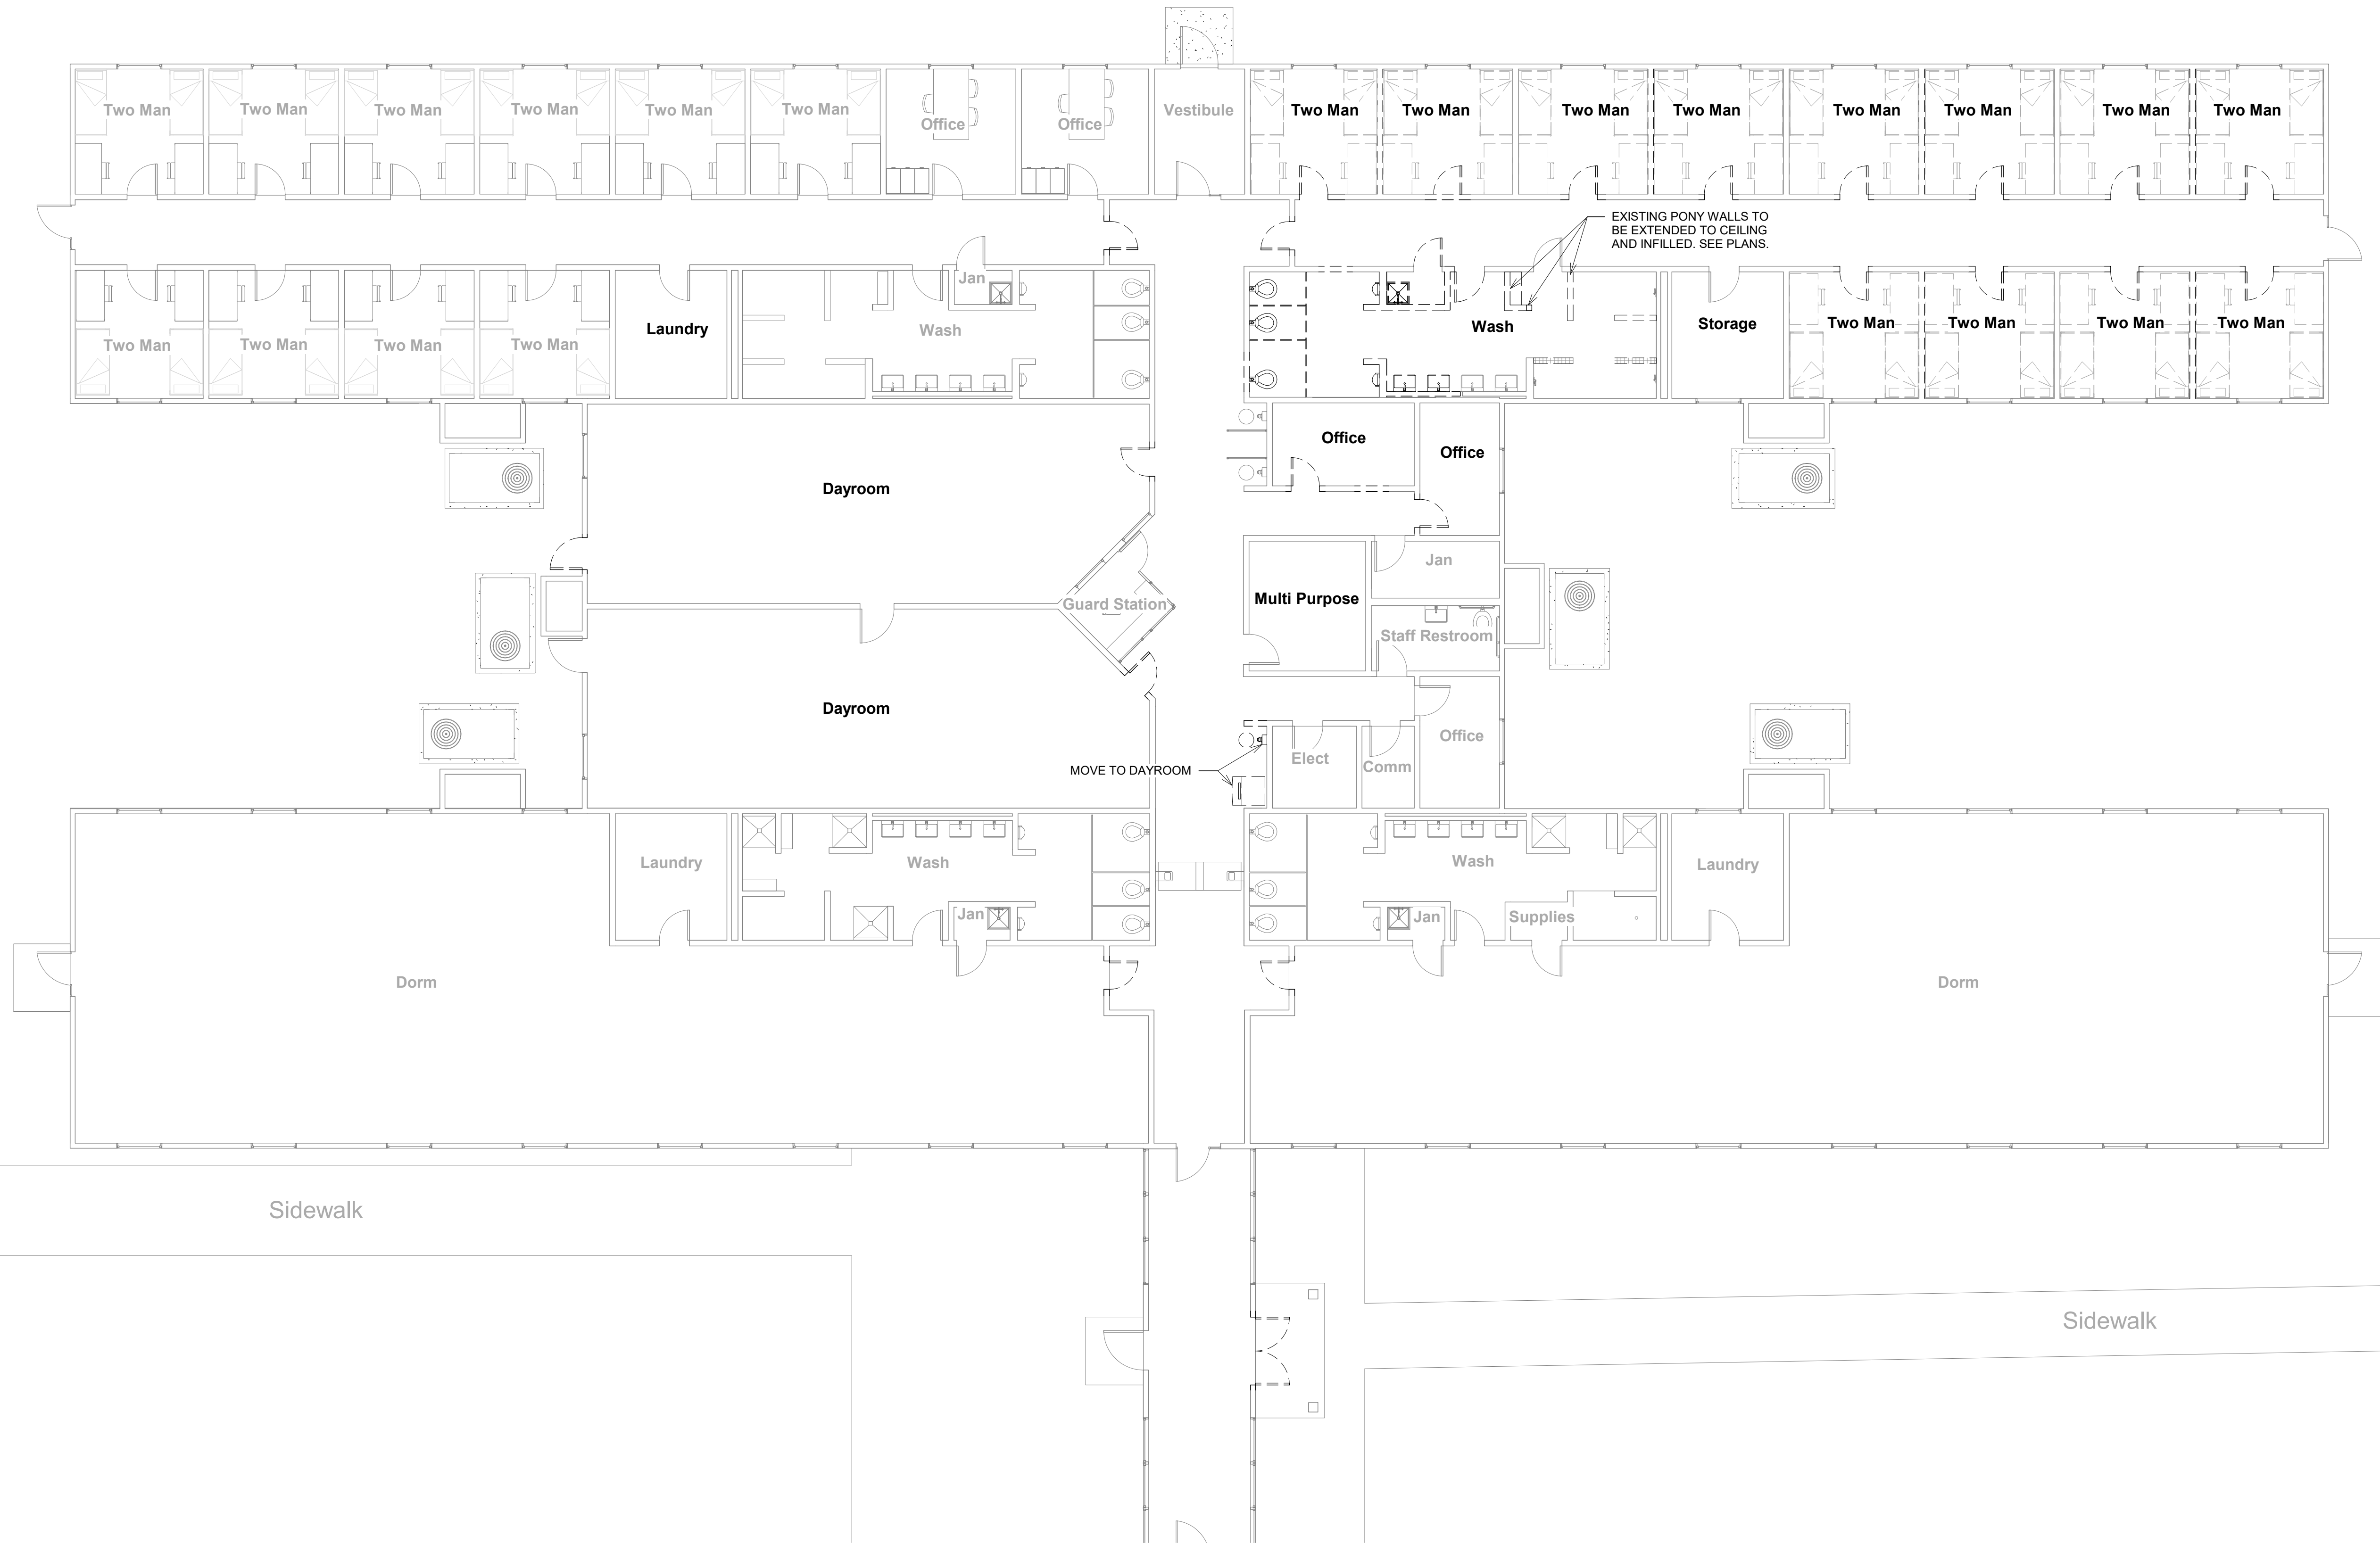 Two Man
Two Man
Two Man
Two Man
Two Man
Two Man
Office
Office
Vestibule
Two Man
Two Man
Two Man
Two Man
Two Man
Two Man
Two Man
Two Man
EXISTING PONY WALLS TO
BE EXTENDED TO CEILING
AND INFILLED. SEE PLANS.
Two Man
Two Man
Two Man
Two Man
Laundry
Wash
Jan
Wash
Storage
Two Man
Two Man
Two Man
Two Man
Dayroom
Office
Office
Jan
Guard Station
Multi Purpose
Staff Restroom
Dayroom
Office
Elect
Comm
MOVE TO DAYROOM
Laundry
Wash
Jan
Wash
Jan
Supplies
Laundry
Dorm
Dorm
Sidewalk
Sidewalk